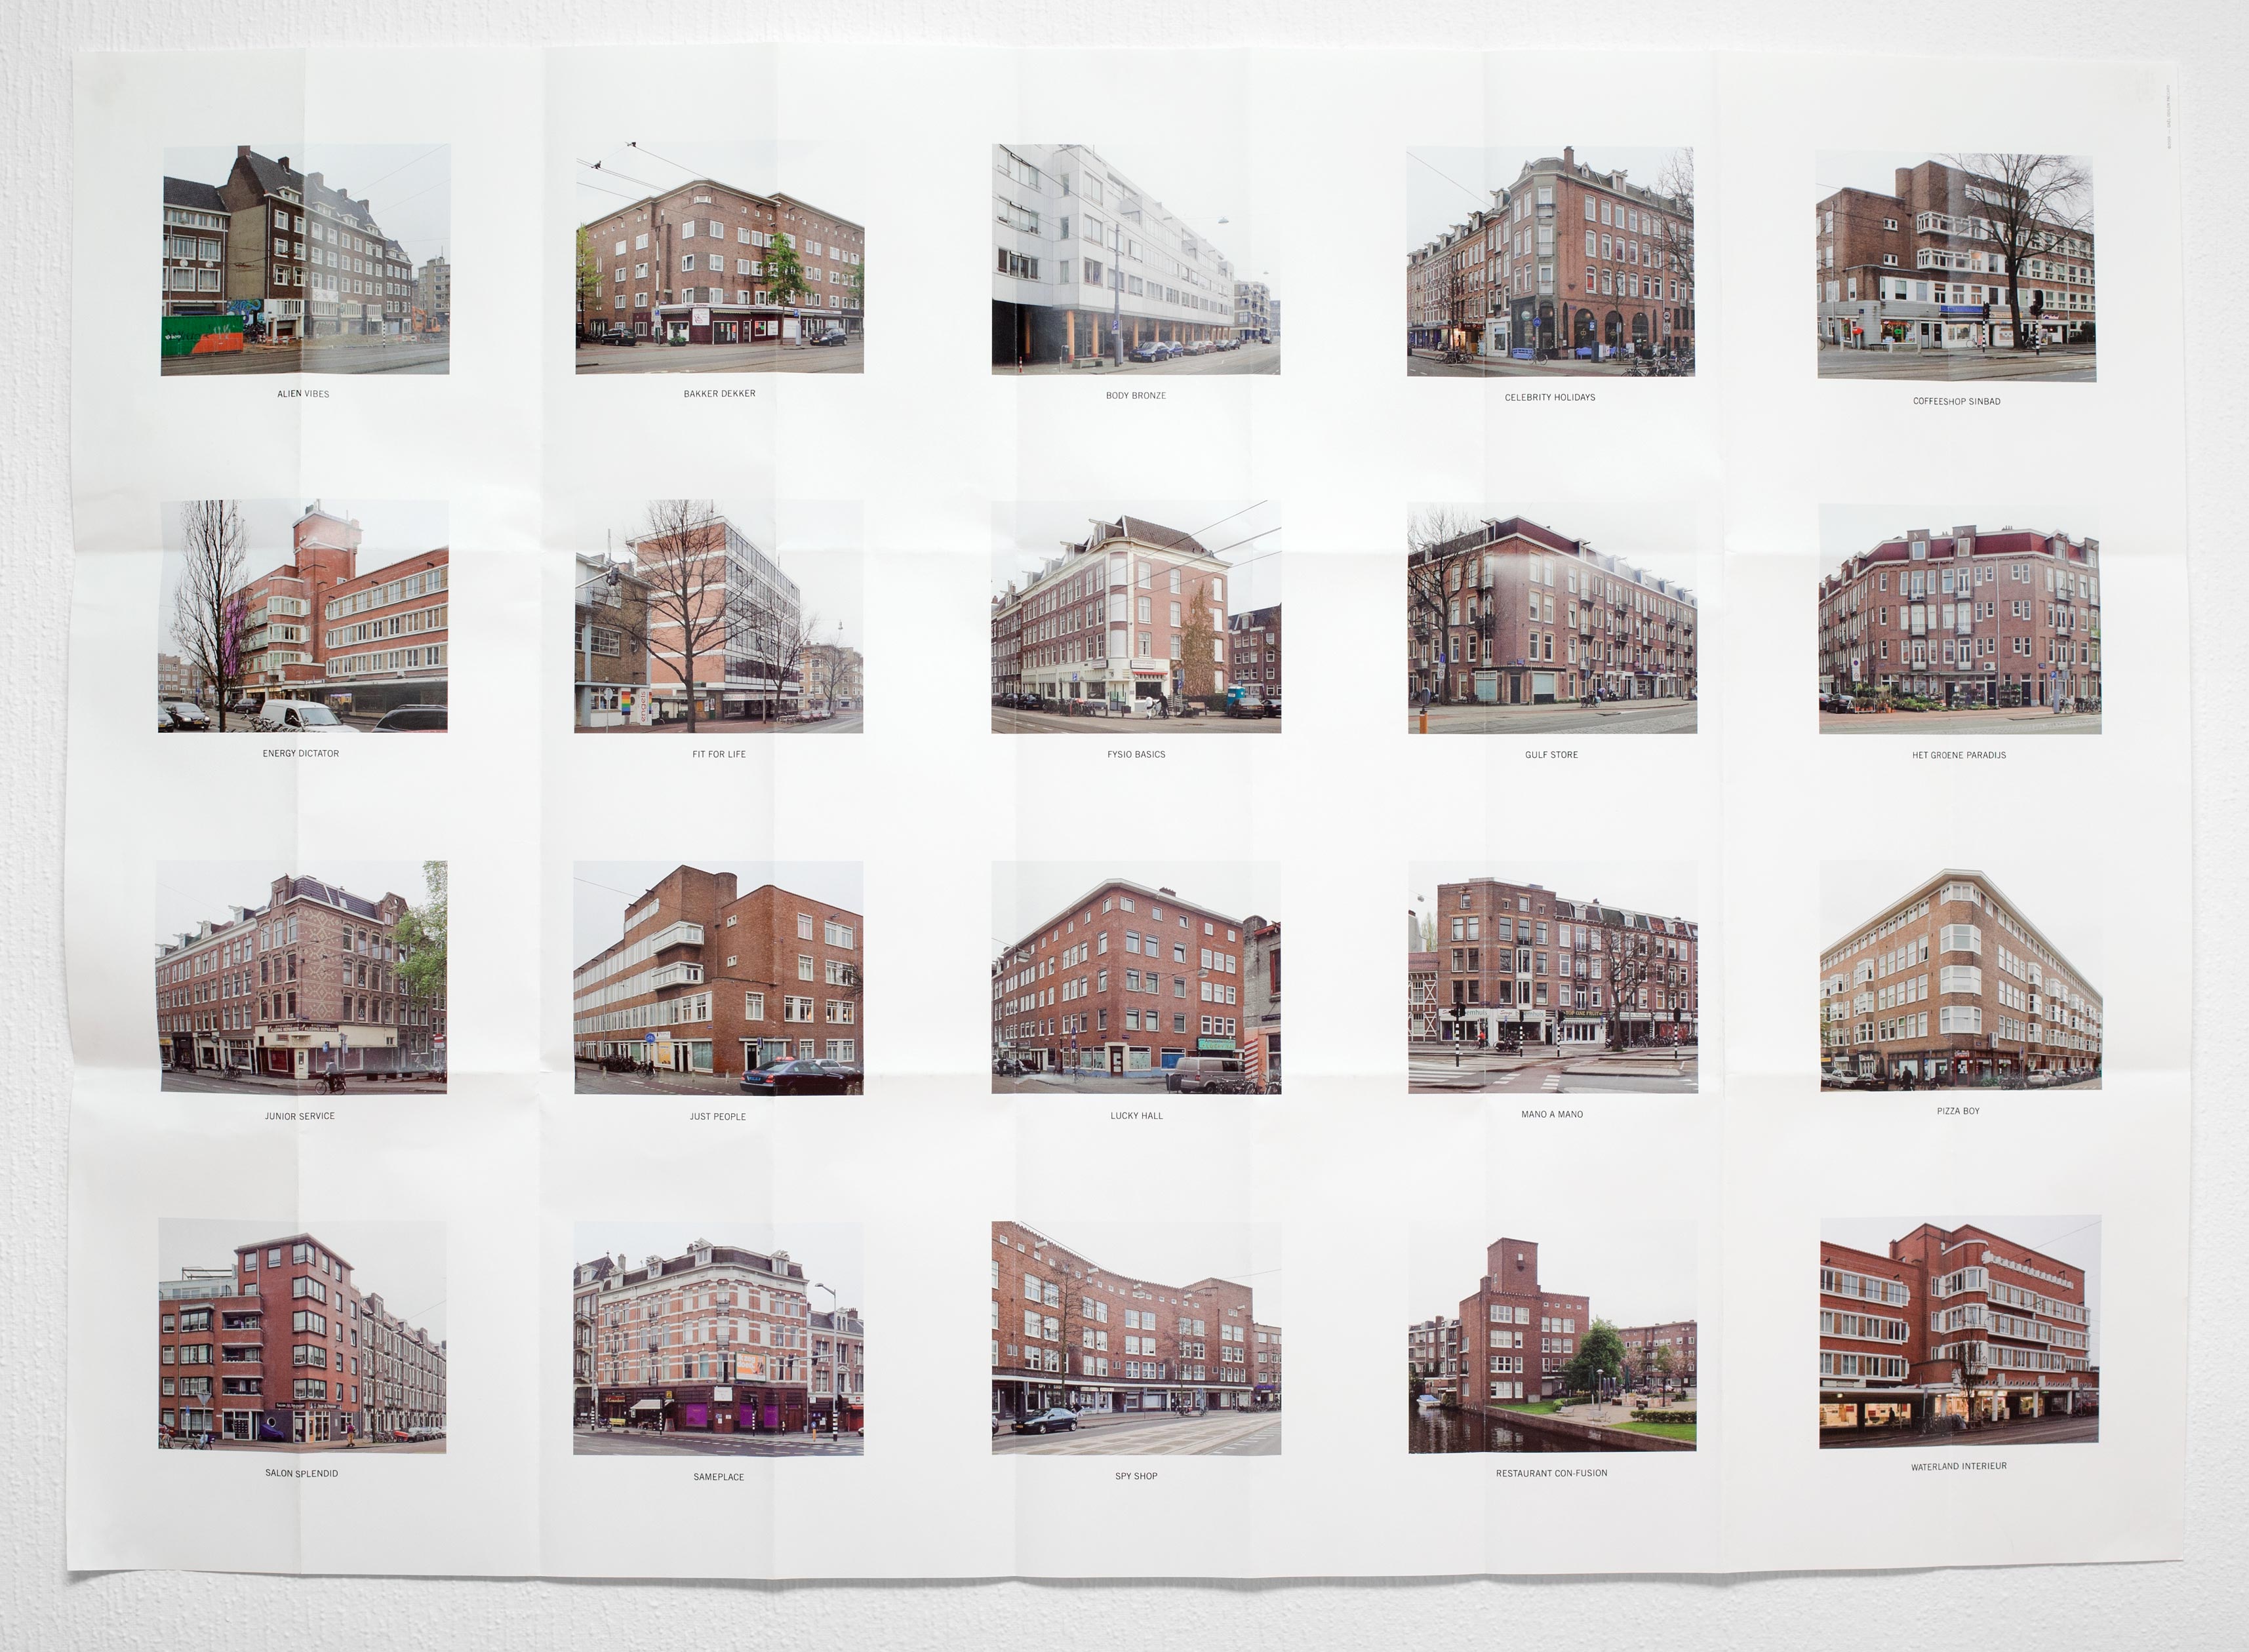 ALIEN VIBES
BAKKER DEKKER
BODY BRONZE
CELEBRITY HOLIDAYS
COFFEESHOP SINBAD
ENERGY DICTATOR
FIT FOR LIFE
FYSIO BASICS
GULF STORE
HET GROENE PARADIJS
JUNIOR SERVICE
JUST PEOPLE
LUCKY HALL
MANO A MANO
PIZZA BOY
SALON SPLENDID
SAMEPLACE
SPY SHOP
RESTAURANT CON-FUSION
WATERLAND INTERIEUR